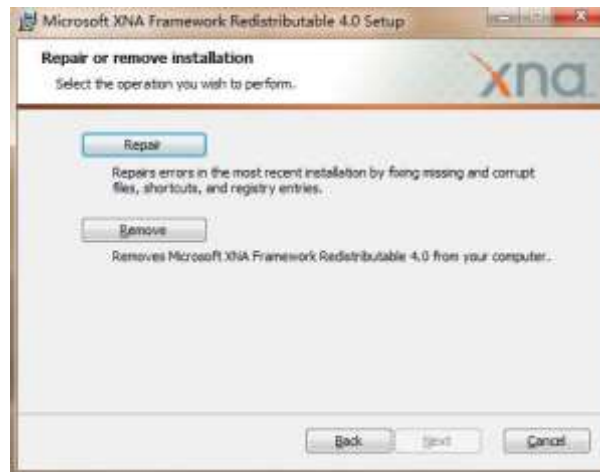 Microsoft XNA Framework Redistributable 4.0 Setup
Repair or remove installation
Select the operation you wish to perform.
xna
Repair
Repairs errors in the most recent installation by fixing missing and corrupt
files, shortcuts, and registry entries.
Remove
Removes Microsoft XNA Framework Redistributable 4.0 from your computer.
Back
Next
Cancel